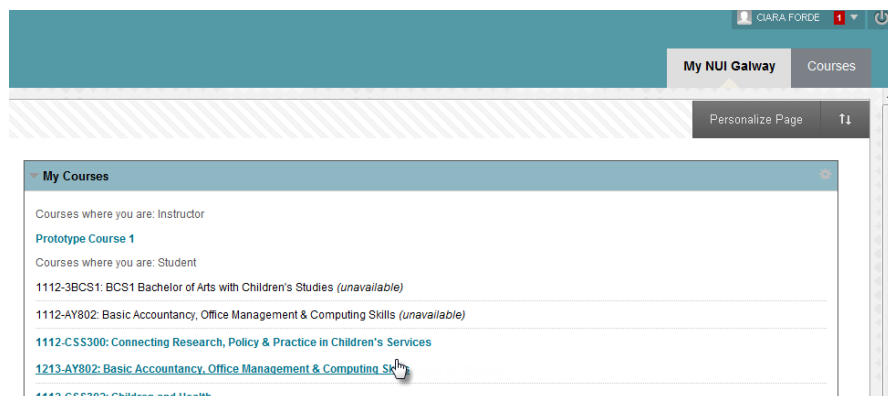 CIARA FORDE 1
My NUI Galway Courses
Personalize Page
My Courses
Courses where you are: Instructor
Prototype Course 1
Courses where you are: Student
1112-3BCS1: BCS1 Bachelor of Arts with Children's Studies (unavailable)
1112-AY802: Basic Accountancy, Office Management & Computing Skills (unavailable)
1112-CSS300: Connecting Research, Policy & Practice in Children's Services
1213-AY802: Basic Accountancy, Office Management & Computing
Children and Health